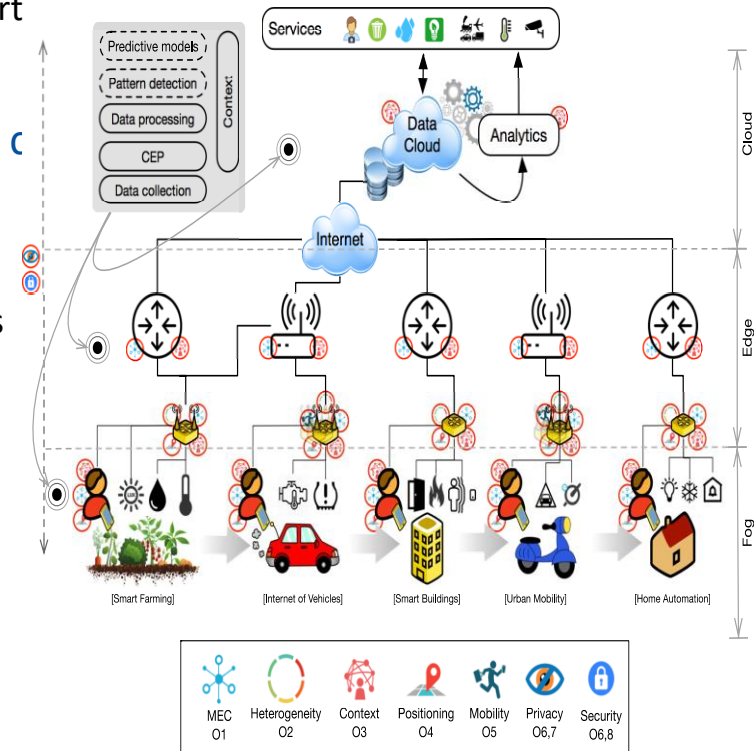 rt
Services
Predictive models
Pattern detection
Data processing
CEP
Data collection
Context
Data
Cloud
Analytics
Cloud
c
Internet
s
Edge
LUX
Fog
[Smart Farming]
[Internet of Vehicles]
[Smart Buildings]
[Urban Mobility]
[Home Automation]
MEC
O1
Heterogeneity
O2
Context
O3
Positioning
O4
Mobility
O5
Privacy
O6,7
Security
O6,8